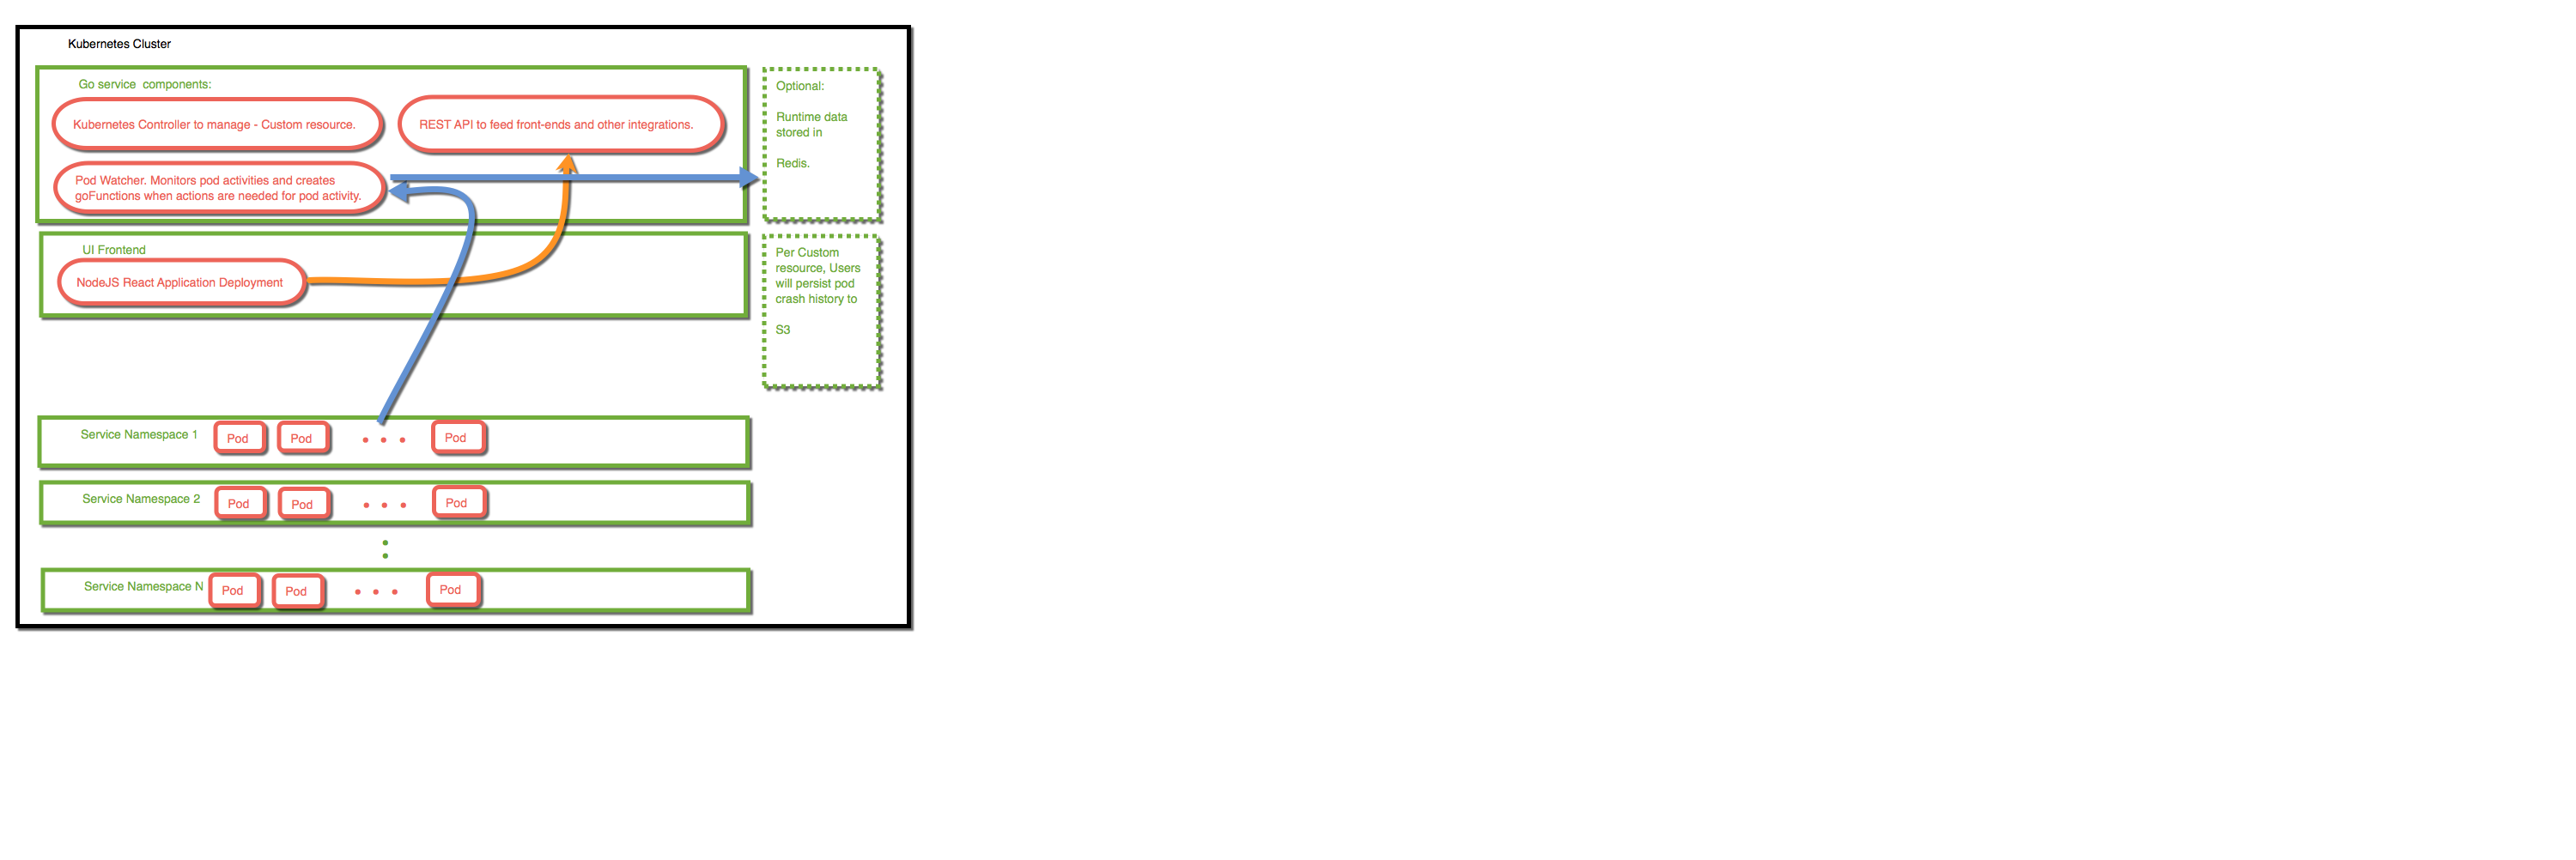 Kubernetes Cluster
Go service  components:
Kubernetes Controller to manage - Custom resource.
REST API to feed front-ends and other integrations.
Pod Watcher. Monitors pod activities and creates
goFunctions when actions are needed for pod activity.
Optional:
Runtime data
stored in
Redis.
UI Frontend
NodeJS React Application Deployment
Per Custom
resource, Users
will persist pod
crash history to
S3
Service Namespace 1
Pod
Pod
. . .
Pod
Service Namespace 2
Pod
Pod
. . .
Pod
:
Service Namespace N
Pod
Pod
. . .
Pod